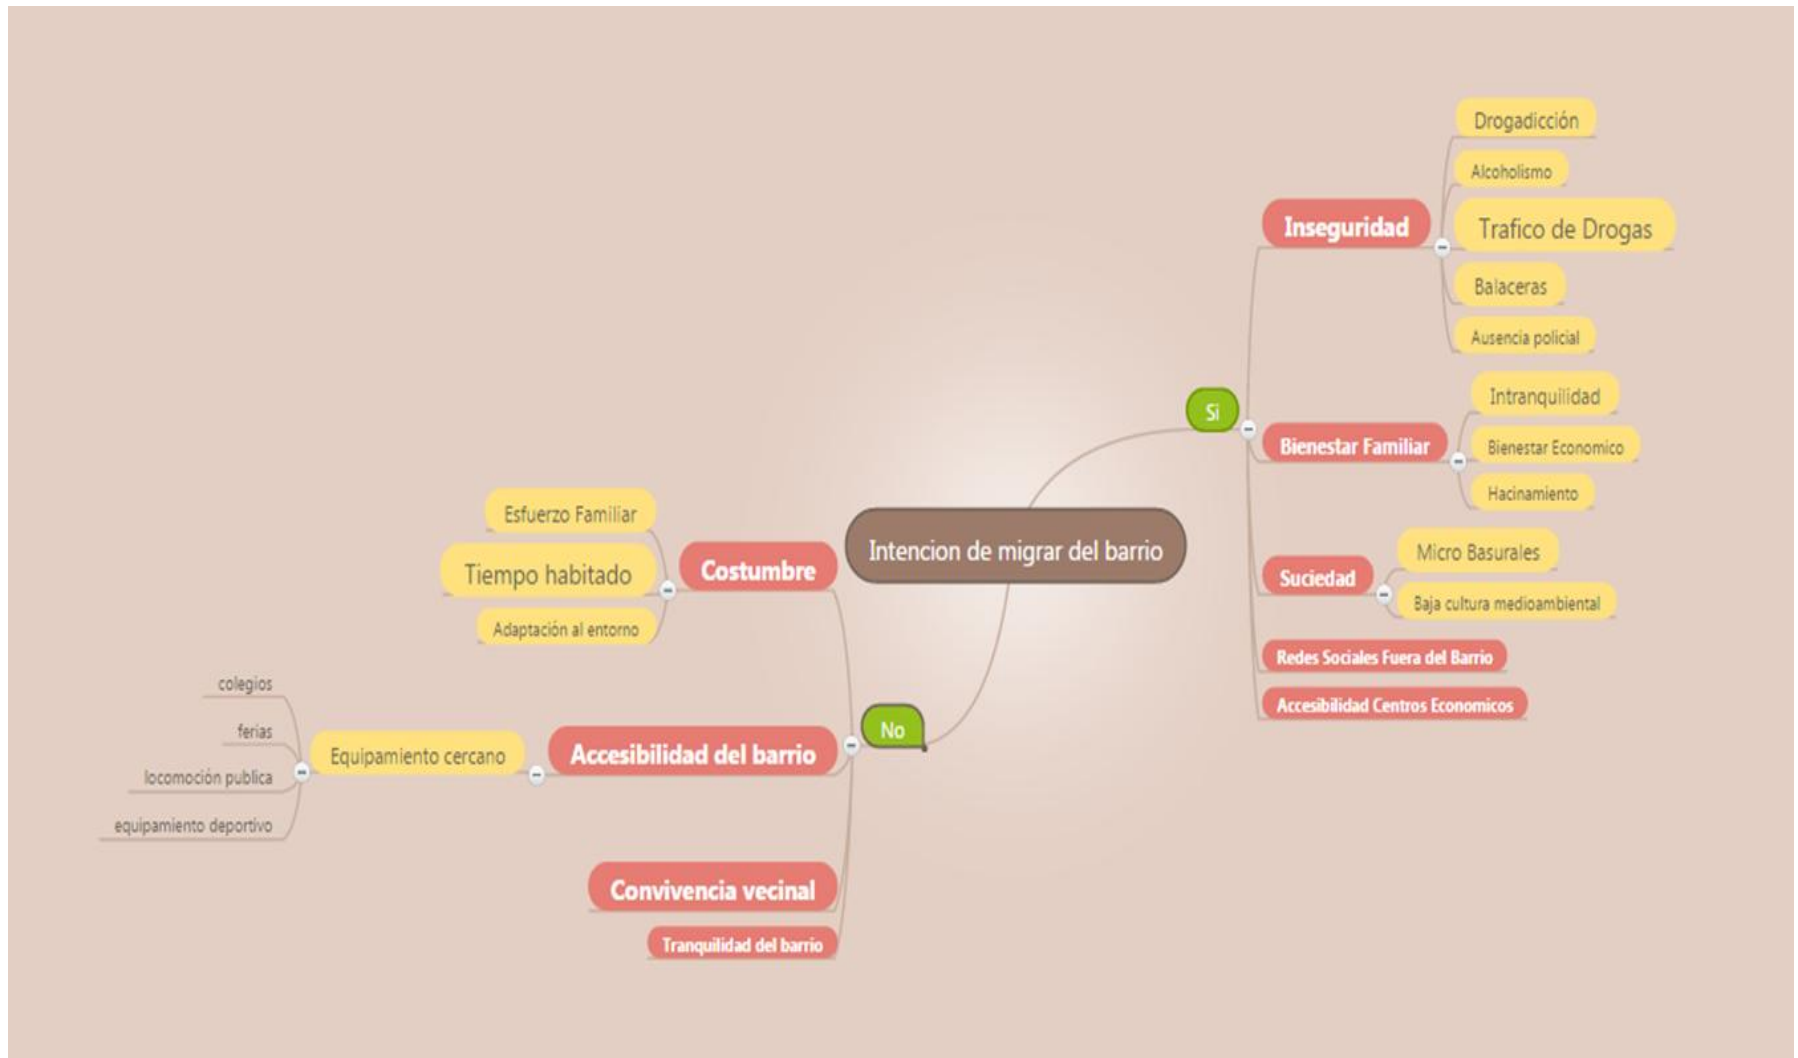 Intencion de migrar del barrio
Si
Inseguridad
Drogadicción
Alcoholismo
Trafico de Drogas
Balaceras
Ausencia policial
Bienestar Familiar
Intranquilidad
Bienestar Economico
Hacinamiento
Suciedad
Micro Basurales
Baja cultura medioambiental
Redes Sociales Fuera del Barrio
Accesibilidad Centros Economicos
No
Costumbre
Esfuerzo Familiar
Tiempo habitado
Adaptación al entorno
Accesibilidad del barrio
Equipamiento cercano
colegios
ferias
locomoción publica
equipamiento deportivo
Convivencia vecinal
Tranquilidad del barrio